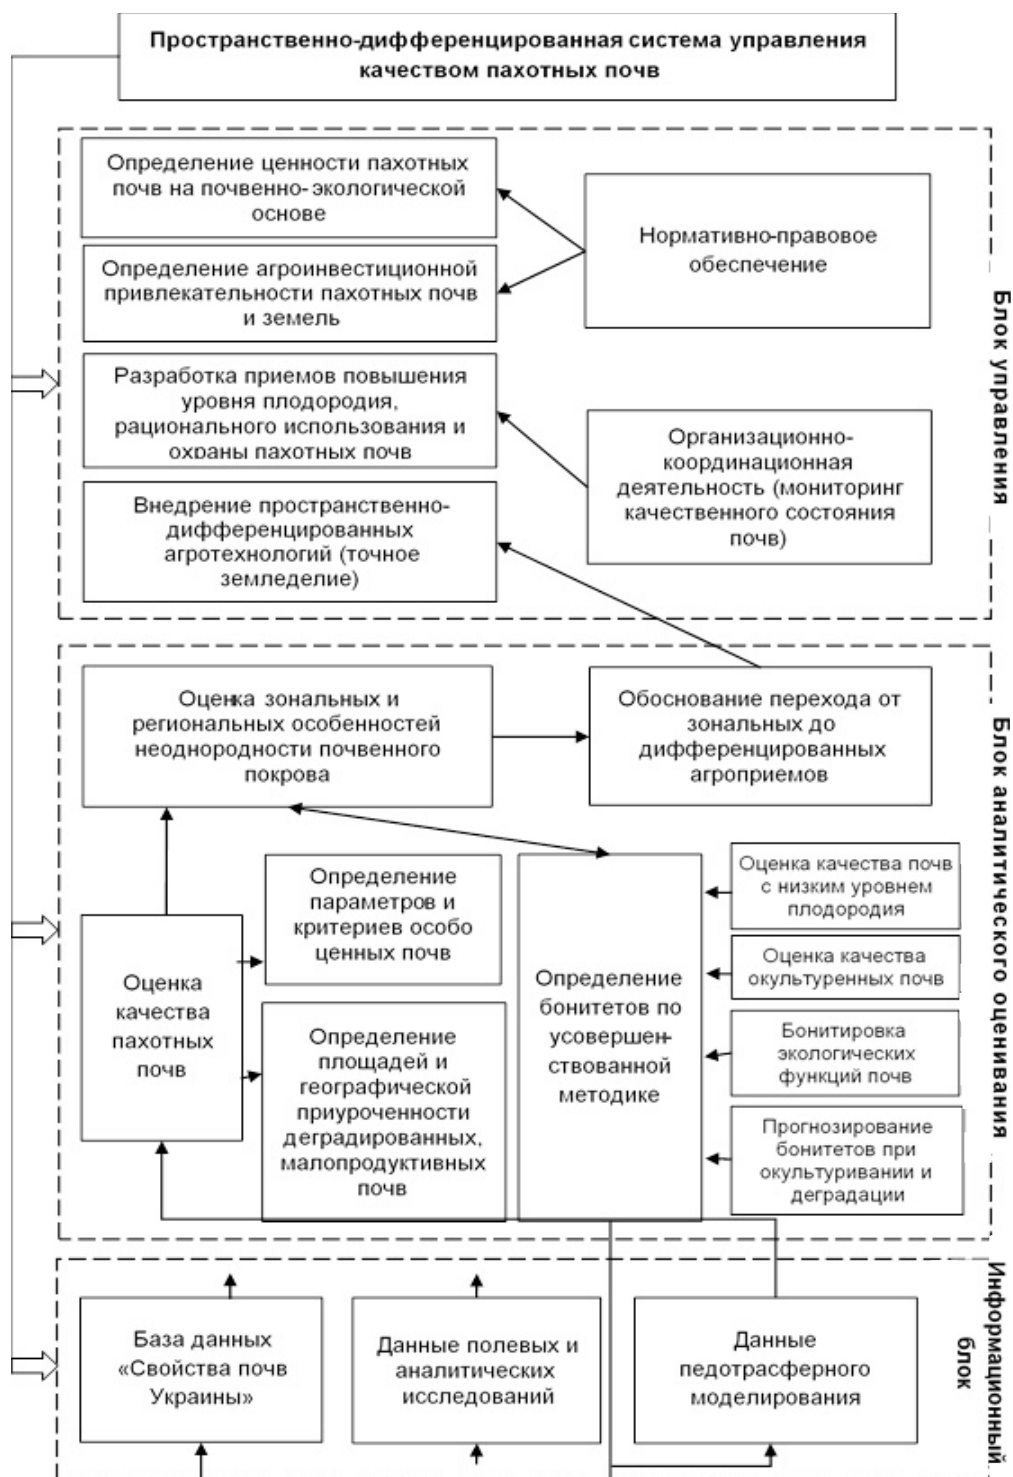 Пространственно-дифференцированная система управления
качеством пахотных почв
Определение ценности пахотных
почв на почвенно-экологической
основе
Нормативно-правовое
обеспечение
Определение агроинвестиционной
привлекательности пахотных почв
и земель
Разработка приемов повышения
уровня плодородия,
рационального использования и
охраны пахотных почв
Организационно-
координационная
деятельность (мониторинг
качественного состояния
почв)
Внедрение пространственно-
дифференцированных
агротехнологий (точное
земледелие)
Блок управления
Оценка зональных и
региональных особенностей
неоднородности почвенного
покрова
Обоснование перехода от
зональных до
дифференцированных
агроприемов
Оценка
качества
пахотных
почв
Определение
параметров и
критериев особо
ценных почв
Определение
площадей и
географической
приуроченности
деградированных,
малопродуктивных
почв
Определение
бонитетов по
усовершен-
ствованной
методике
Оценка качества почв
с низким уровнем
плодородия
Оценка качества
окультуренных почв
Бонитировка
экологических
функций почв
Прогнозирование
бонитетов при
окультуривании и
деградации
Блок аналитического оценивания
База данных
«Свойства почв
Украины»
Данные полевых и
аналитических
исследований
Данные
педотрасферного
моделирования
Информационный
блок